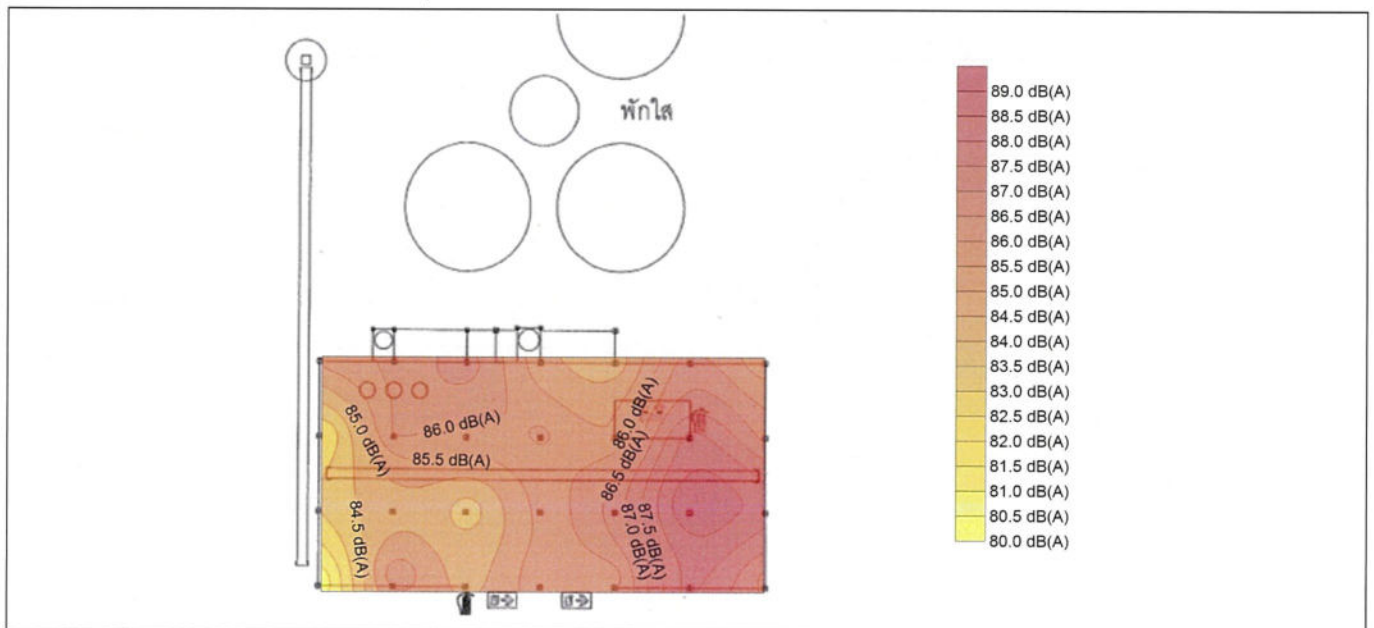 พักใส
89.0 dB(A)
88.5 dB(A)
88.0 dB(A)
87.5 dB(A)
87.0 dB(A)
86.5 dB(A)
86.0 dB(A)
85.5 dB(A)
85.0 dB(A)
84.5 dB(A)
84.0 dB(A)
83.5 dB(A)
83.0 dB(A)
82.5 dB(A)
82.0 dB(A)
81.5 dB(A)
81.0 dB(A)
80.5 dB(A)
80.0 dB(A)
85.0 dB(A)
86.0 dB(A)
86.0 dB(A)
85.5 dB(A)
86.5 dB(A)
84.5 dB(A)
87.5 dB(A)
87.0 dB(A)